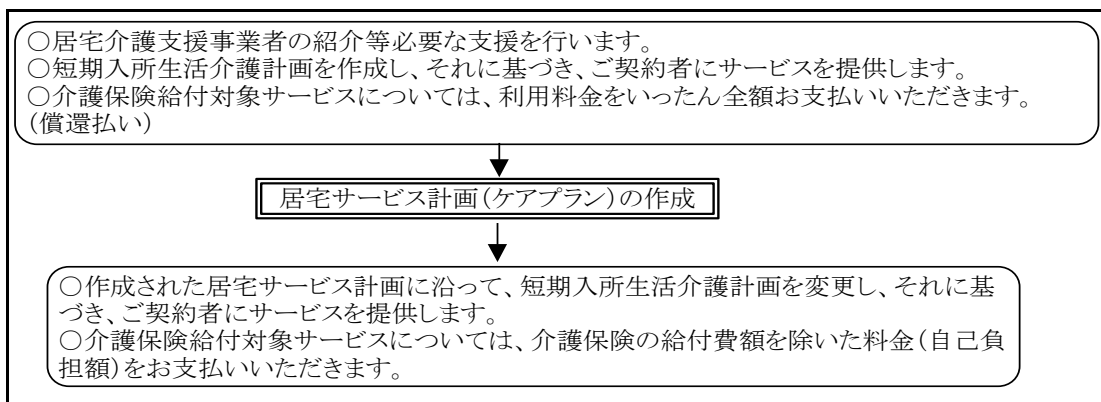 ○居宅介護支援事業者の紹介等必要な支援を行います。
○短期入所生活介護計画を作成し、それに基づき、ご契約者にサービスを提供します。
○介護保険給付対象サービスについては、利用料金をいったん全額お支払いいただきます。
(償還払い)
居宅サービス計画(ケアプラン)の作成
○作成された居宅サービス計画に沿って、短期入所生活介護計画を変更し、それに基
づき、ご契約者にサービスを提供します。
○介護保険給付対象サービスについては、介護保険の給付費額を除いた料金(自己負
担額)をお支払いいただきます。